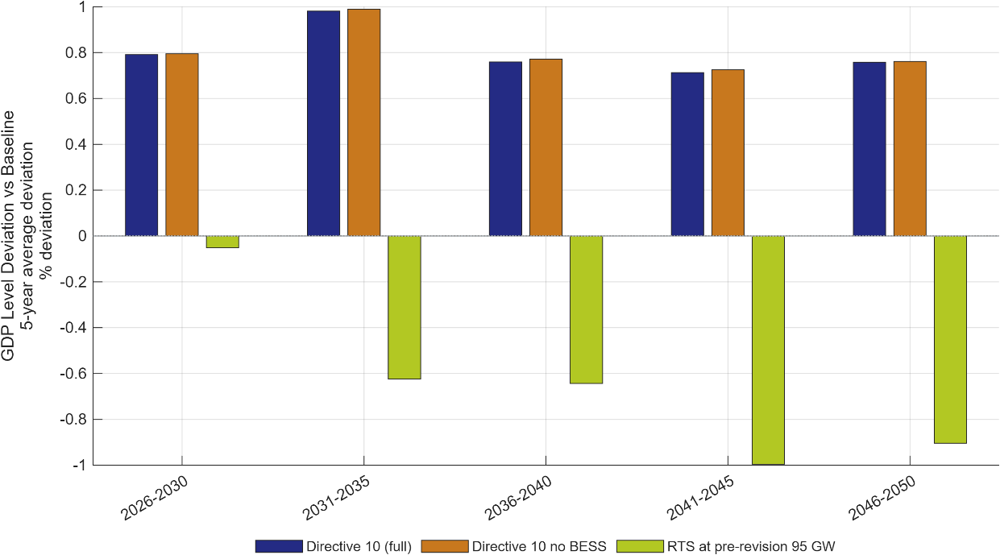 GDP Level Deviation vs Baseline
5-year average deviation
% deviation
1
0.8
0.6
0.4
0.2
0
-0.2
-0.4
-0.6
-0.8
-1
2026-2030
2031-2035
2036-2040
2041-2045
2046-2050
Directive 10 (full)
Directive 10 no BESS
RTS at pre-revision 95 GW